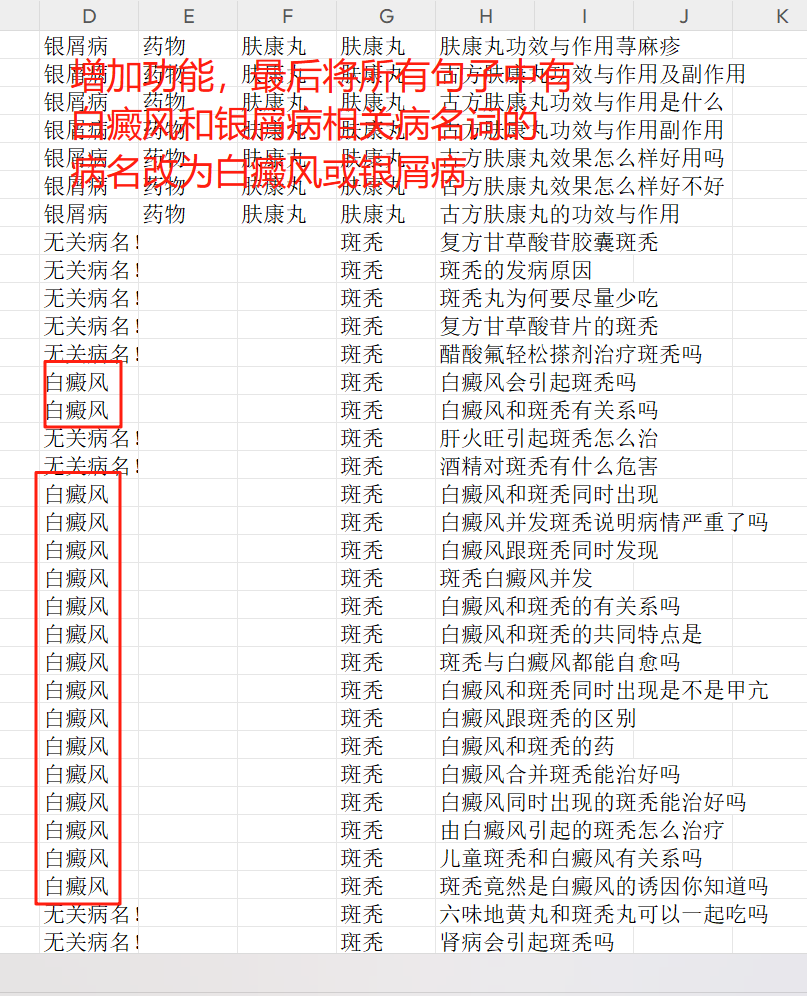 D E F G H I J K
银屑病 药物 肤康丸 肤康丸 肤康丸功效与作用荨麻疹
增加功能，最后将所有句子中有
白癜风和银屑病相关病名词的
病名改为白癜风或银屑病
银屑病 药物 肤康丸 肤康丸 古方肤康丸功效与作用及副作用
银屑病 药物 肤康丸 肤康丸 古方肤康丸功效与作用是什么
银屑病 药物 肤康丸 肤康丸 古方肤康丸功效与作用副作用
银屑病 药物 肤康丸 肤康丸 古方肤康丸效果怎么样好用吗
银屑病 药物 肤康丸 肤康丸 古方肤康丸效果怎么样好不好
银屑病 药物 肤康丸 肤康丸 古方肤康丸的功效与作用
无关病名! 斑秃 复方甘草酸苷胶囊斑秃
无关病名! 斑秃 斑秃的发病原因
无关病名! 斑秃 斑秃丸为何要尽量少吃
无关病名! 斑秃 复方甘草酸苷片的斑秃
无关病名! 斑秃 醋酸氟轻松搽剂治疗斑秃吗
白癜风 斑秃 白癜风会引起斑秃吗
白癜风 斑秃 白癜风和斑秃有关系吗
无关病名! 斑秃 肝火旺引起斑秃怎么治
无关病名! 斑秃 酒精对斑秃有什么危害
白癜风 斑秃 白癜风和斑秃同时出现
白癜风 斑秃 白癜风并发斑秃说明病情严重了吗
白癜风 斑秃 白癜风跟斑秃同时发现
白癜风 斑秃 斑秃白癜风并发
白癜风 斑秃 白癜风和斑秃的有关系吗
白癜风 斑秃 白癜风和斑秃的共同特点是
白癜风 斑秃 斑秃与白癜风都能自愈吗
白癜风 斑秃 白癜风和斑秃同时出现是不是甲亢
白癜风 斑秃 白癜风跟斑秃的区别
白癜风 斑秃 白癜风和斑秃的药
白癜风 斑秃 白癜风合并斑秃能治好吗
白癜风 斑秃 白癜风同时出现的斑秃能治好吗
白癜风 斑秃 由白癜风引起的斑秃怎么治疗
白癜风 斑秃 儿童斑秃和白癜风有关系吗
白癜风 斑秃 斑秃竟然是白癜风的诱因你知道吗
无关病名! 斑秃 六味地黄丸和斑秃丸可以一起吃吗
无关病名! 斑秃 肾病会引起斑秃吗